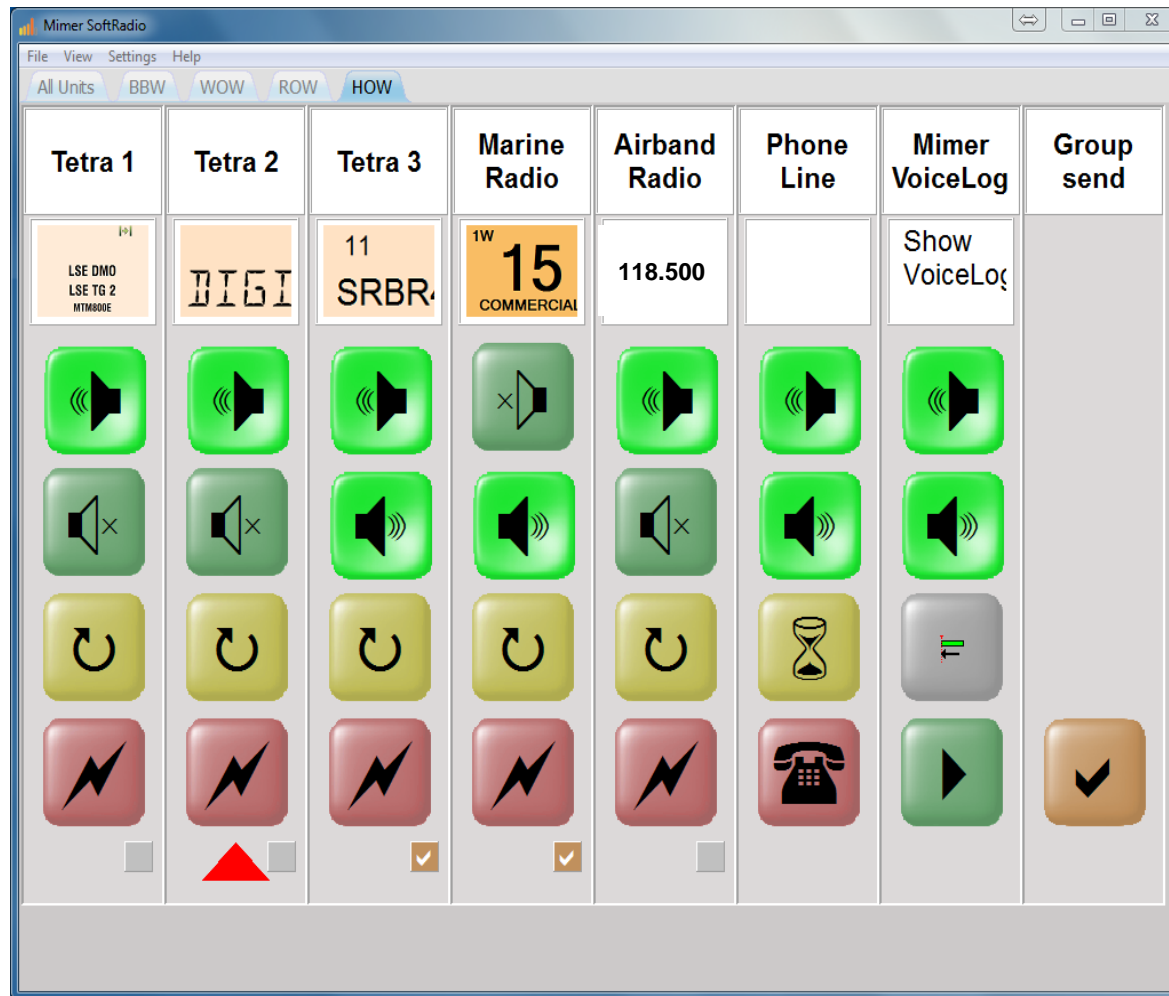 Mimer SoftRadio
File View Settings Help
All Units BBW WOW ROW HOW
Tetra 1
Tetra 2
Tetra 3
Marine
Radio
Airband
Radio
Phone
Line
Mimer
VoiceLog
Group
send
LSE DMO
LSE TG 2
MTM800E
DIGI
11
SRBR
1W
15
COMMERCIAL
118.500
Show
VoiceLog